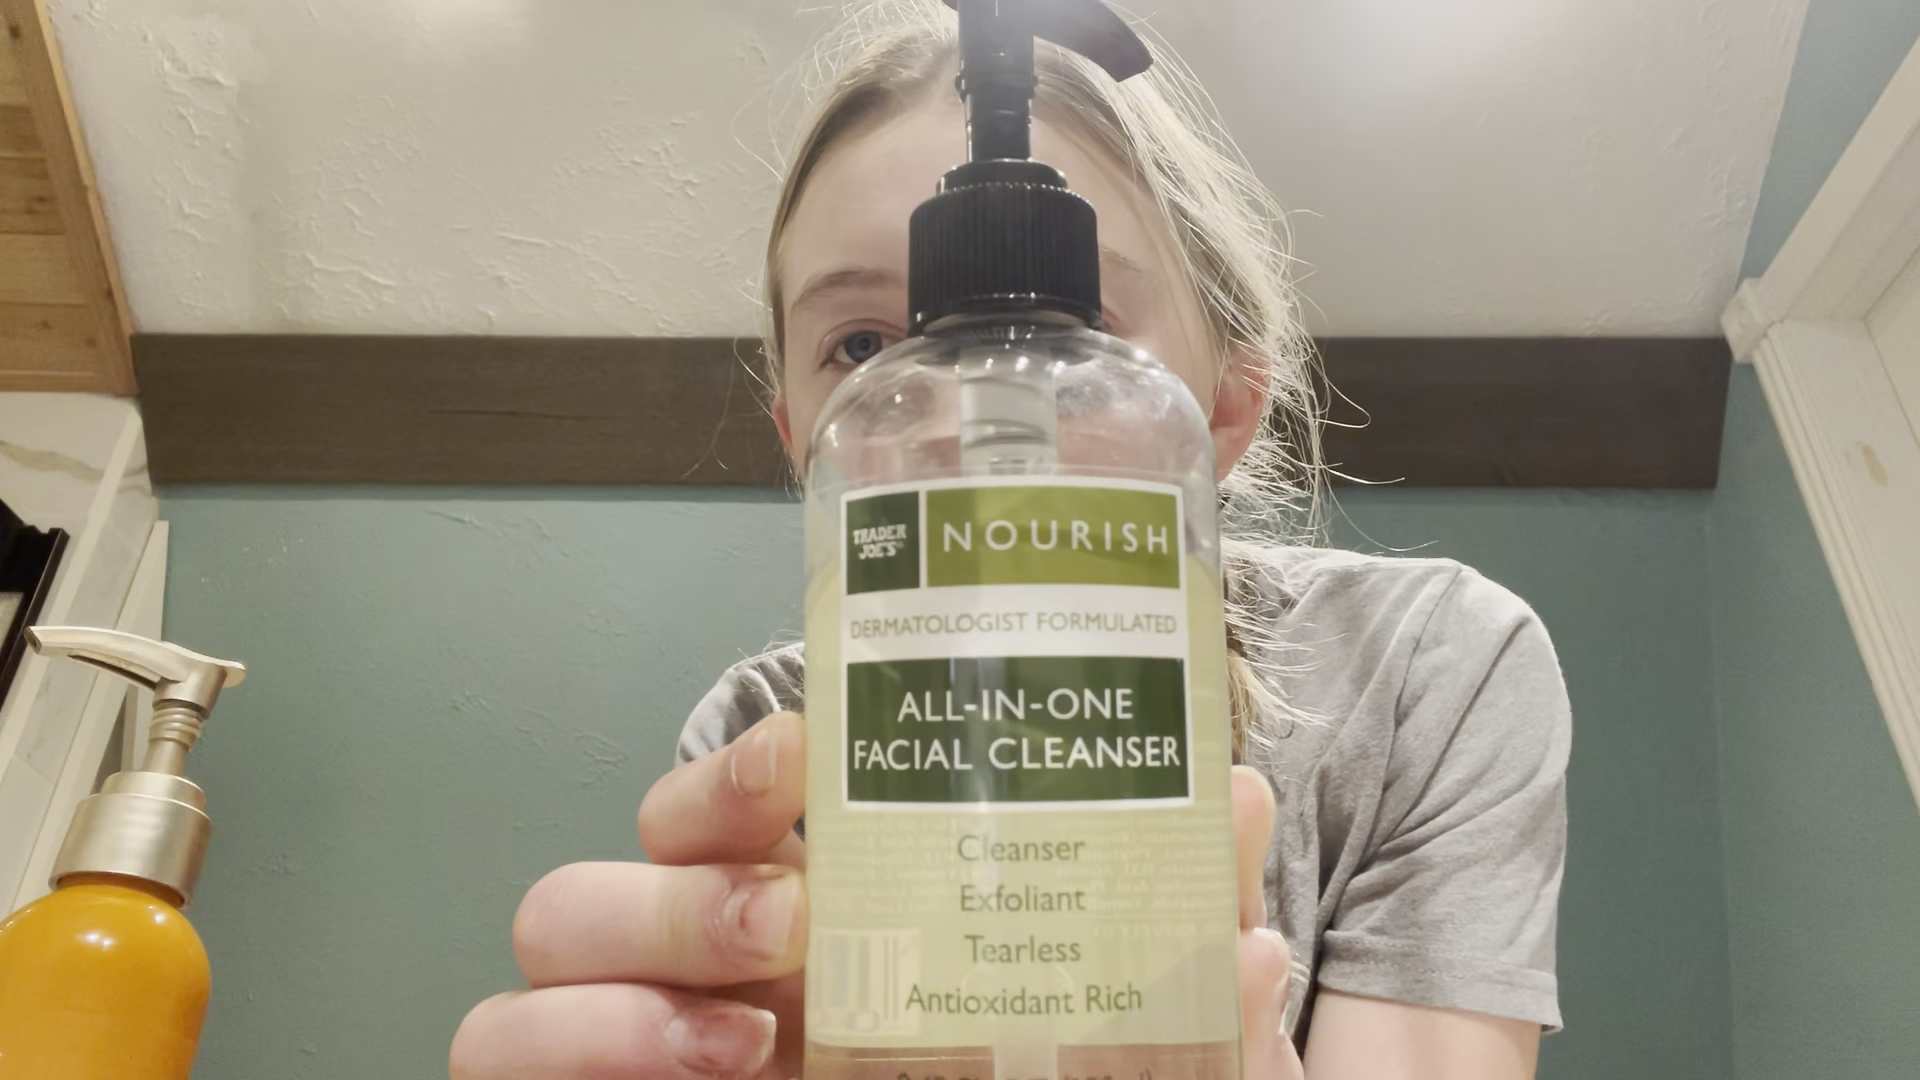 TRADER
JOE'S
NOURISH
DERMATOLOGIST FORMULATED
ALL-IN-ONE
FACIAL CLEANSER
Cleanser
Exfoliant
Tearless
Antioxidant Rich